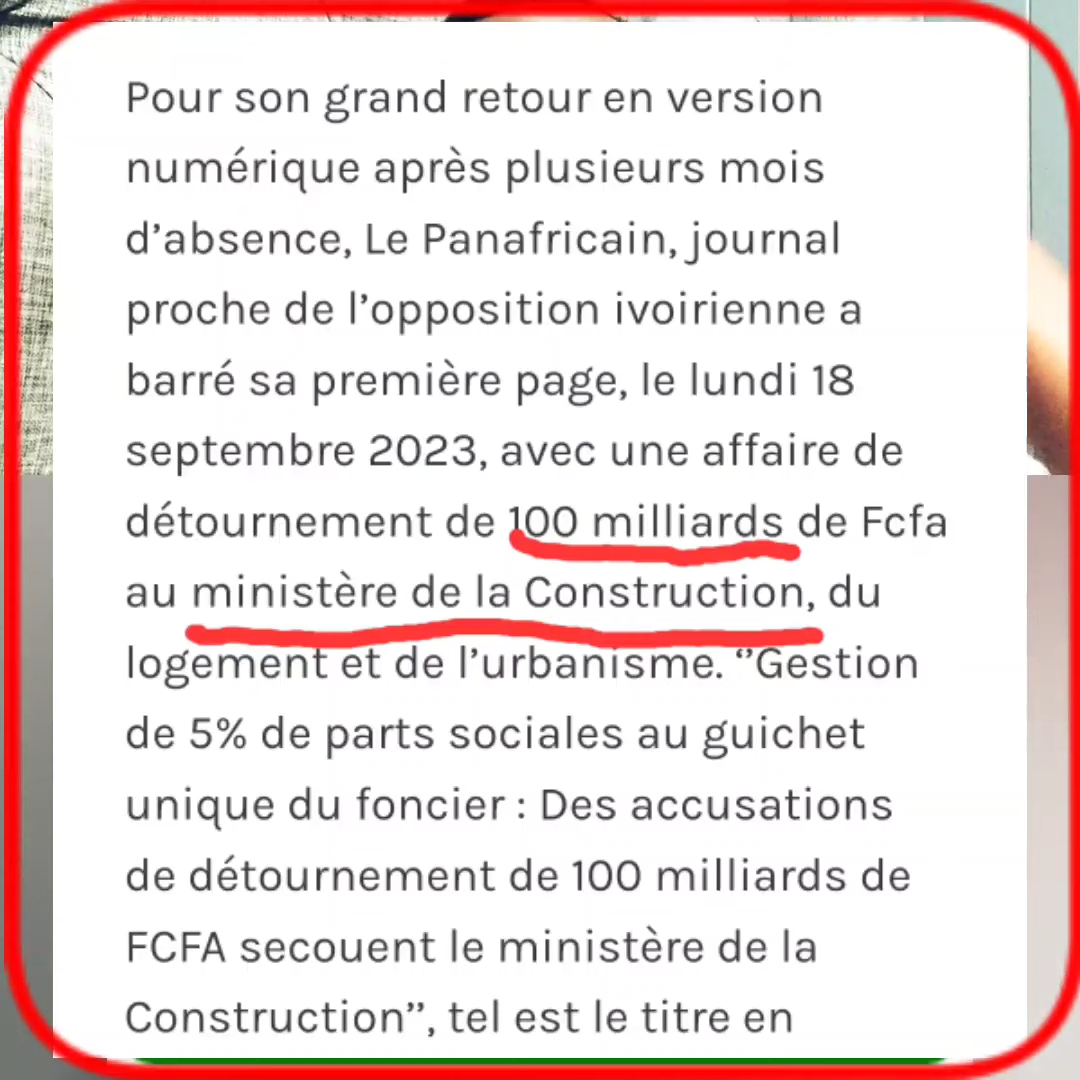 Pour son grand retour en version
numérique après plusieurs mois
d’absence, Le Panafricain, journal
proche de l’opposition ivoirienne a
barré sa première page, le lundi 18
septembre 2023, avec une affaire de
détournement de 100 milliards de Fcfa
au ministère de la Construction, du
logement et de l’urbanisme. ‘’Gestion
de 5% de parts sociales au guichet
unique du foncier : Des accusations
de détournement de 100 milliards de
FCFA secouent le ministère de la
Construction’’, tel est le titre en